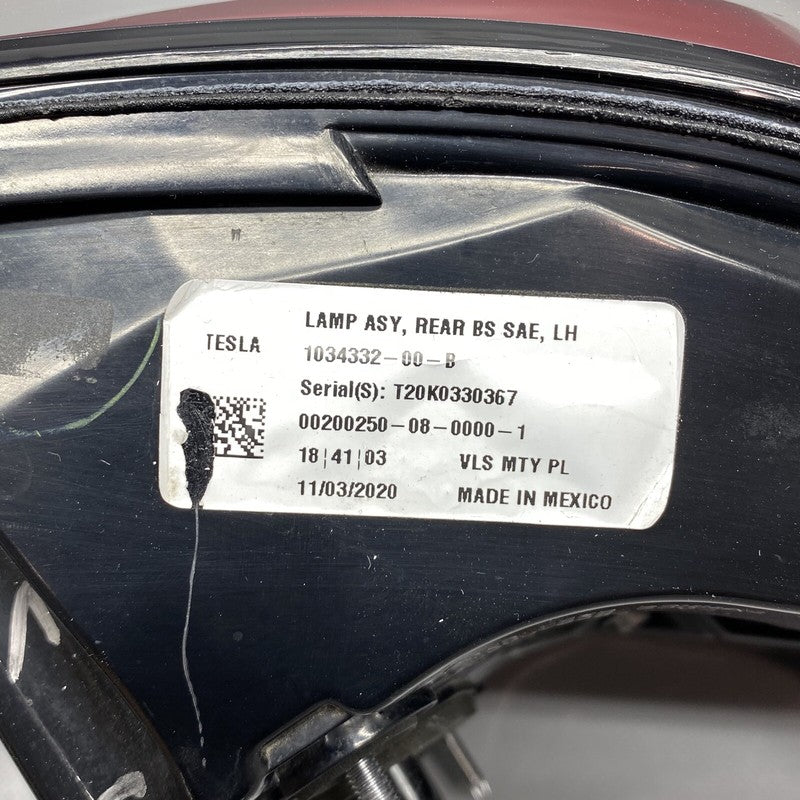 LAMP ASY, REAR BS SAE, LH
TESLA
1034332-00-B
Serial(S): T20K0330367
00200250-08-0000-1
18¦41¦03 VLS MTY PL
11/03/2020 MADE IN MEXICO